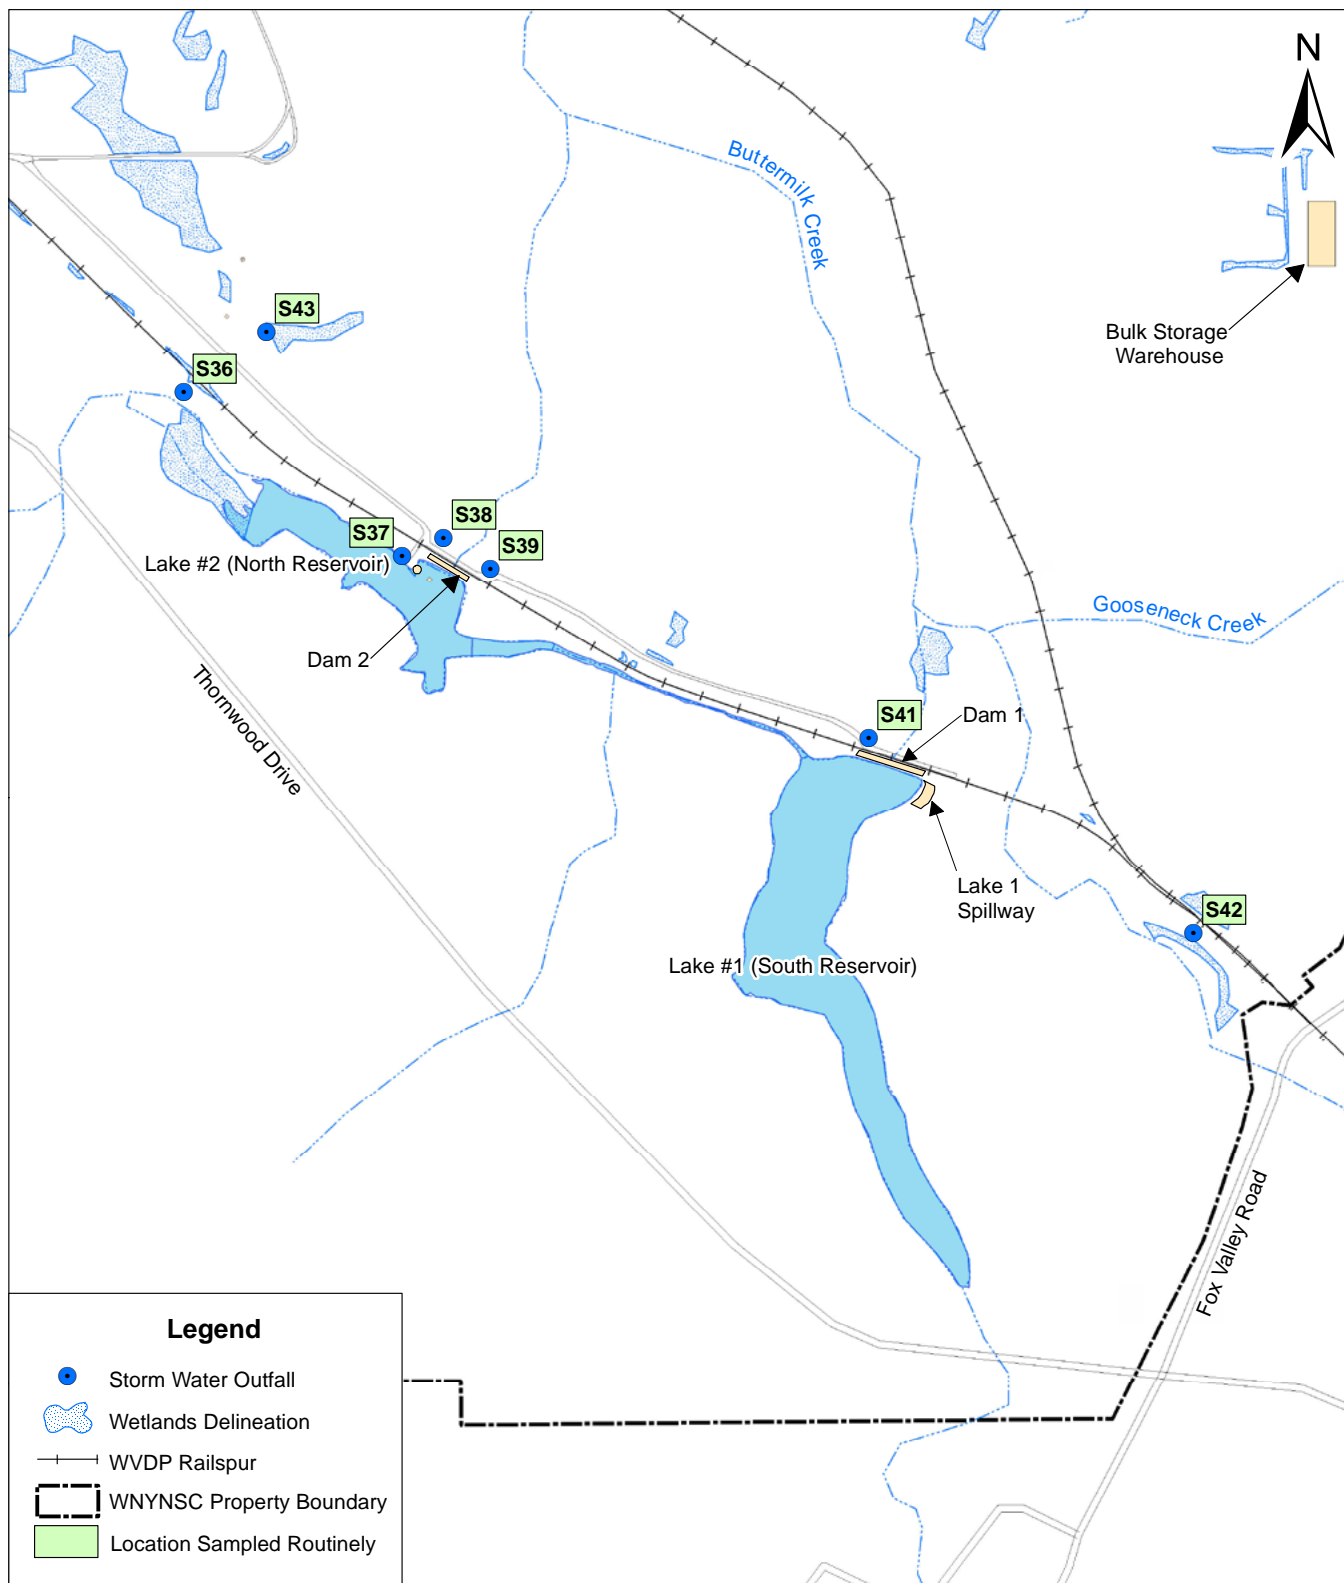 N
Buttermilk Creek
Bulk Storage
Warehouse
S43
S36
S38
S37
S39
Lake #2 (North Reservoir)
Gooseneck Creek
Dam 2
Thornwood Drive
S41
Dam 1
Lake 1
Spillway
S42
Lake #1 (South Reservoir)
Fox Valley Road
Legend
Storm Water Outfall
Wetlands Delineation
WVDP Railspur
WNYNSC Property Boundary
Location Sampled Routinely